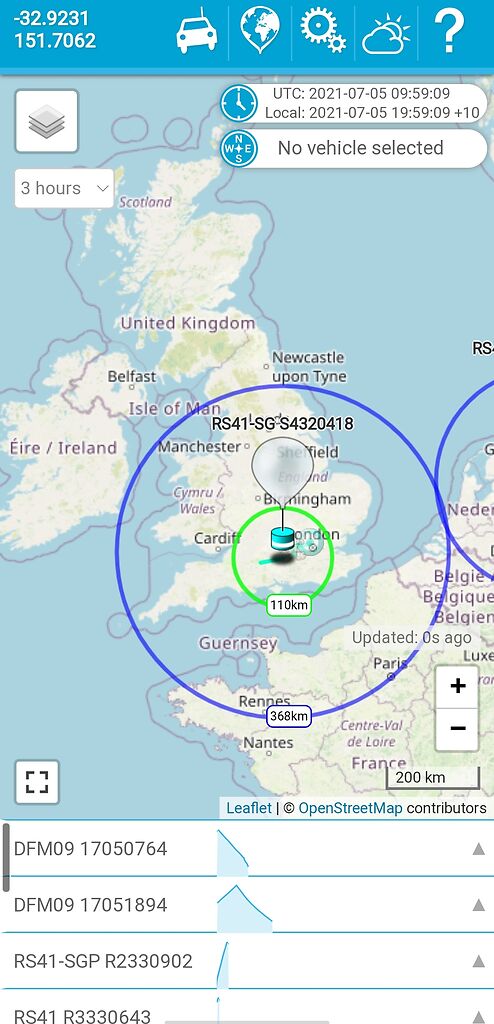 -32.9231
151.7062
?
UTC: 2021-07-05 09:59:09
Local: 2021-07-05 19:59:09 +10
N
W E
S
No vehicle selected
3 hours
Scotland
United Kingdom
Newcastle
upon Tyne
RS4
Belfast
Isle of Man
RS41-SG S4320418
Manchester
Sheffield
Éire / Ireland
England
Cymru /
Wales
Birmingham
Neder
Cardiff
London
België
Belgique
Belgien
110km
Updated: 0s ago
Guernsey
Paris
Luxe
+
Rennes
368km
−
Nantes
Centre-Val
de Loire
France
200 km
Leaflet | © OpenStreetMap contributors
DFM09 17050764
DFM09 17051894
RS41-SGP R2330902
RS41 R3330643